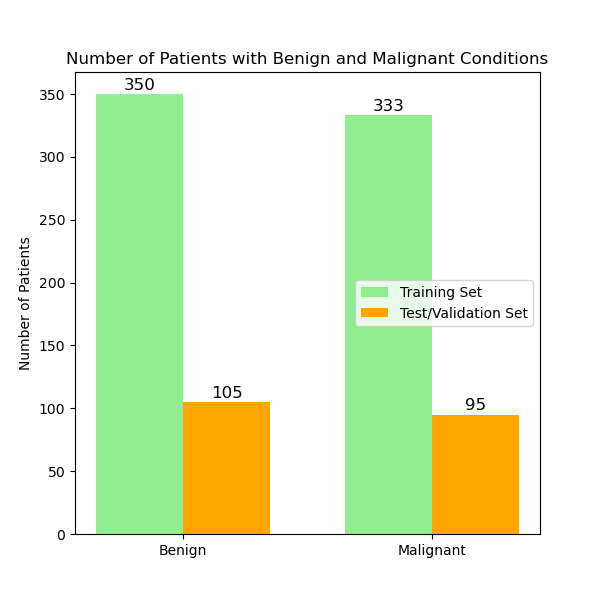 Number of Patients with Benign and Malignant Conditions
350
333
105
95
350
300
250
200
150
100
50
0
Number of Patients
Training Set
Test/Validation Set
Benign
Malignant